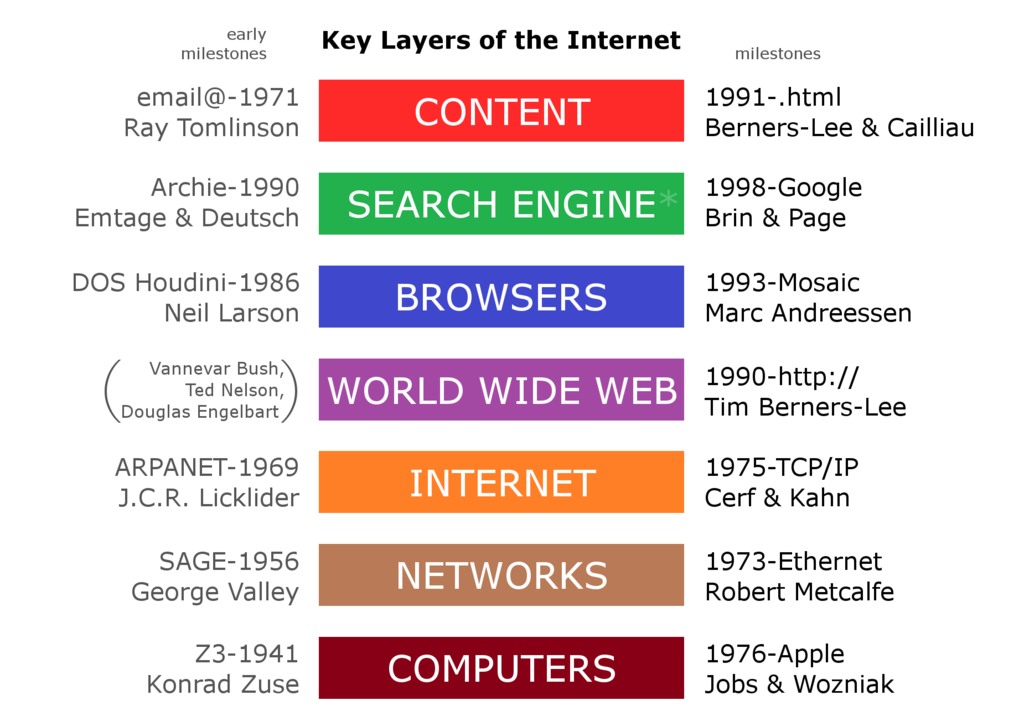 early
milestones
Key Layers of the Internet
milestones
email@-1971
Ray Tomlinson
CONTENT
1991-.html
Berners-Lee & Cailliau
Archie-1990
Emtage & Deutsch
SEARCH ENGINE*
1998-Google
Brin & Page
DOS Houdini-1986
Neil Larson
BROWSERS
1993-Mosaic
Marc Andreessen
(Vannevar Bush,
Ted Nelson,
Douglas Engelbart)
WORLD WIDE WEB
1990-http://
Tim Berners-Lee
ARPANET-1969
J.C.R. Licklider
INTERNET
1975-TCP/IP
Cerf & Kahn
SAGE-1956
George Valley
NETWORKS
1973-Ethernet
Robert Metcalfe
Z3-1941
Konrad Zuse
COMPUTERS
1976-Apple
Jobs & Wozniak